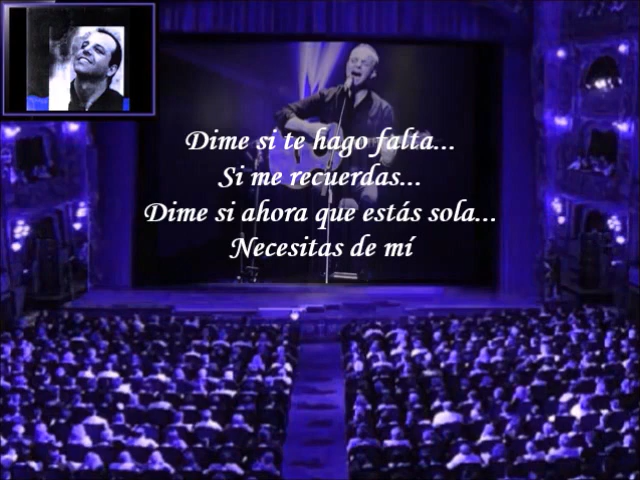 Dime si te hago falta...
Si me recuerdas...
Dime si ahora que estás sola...
Necesitas de mí